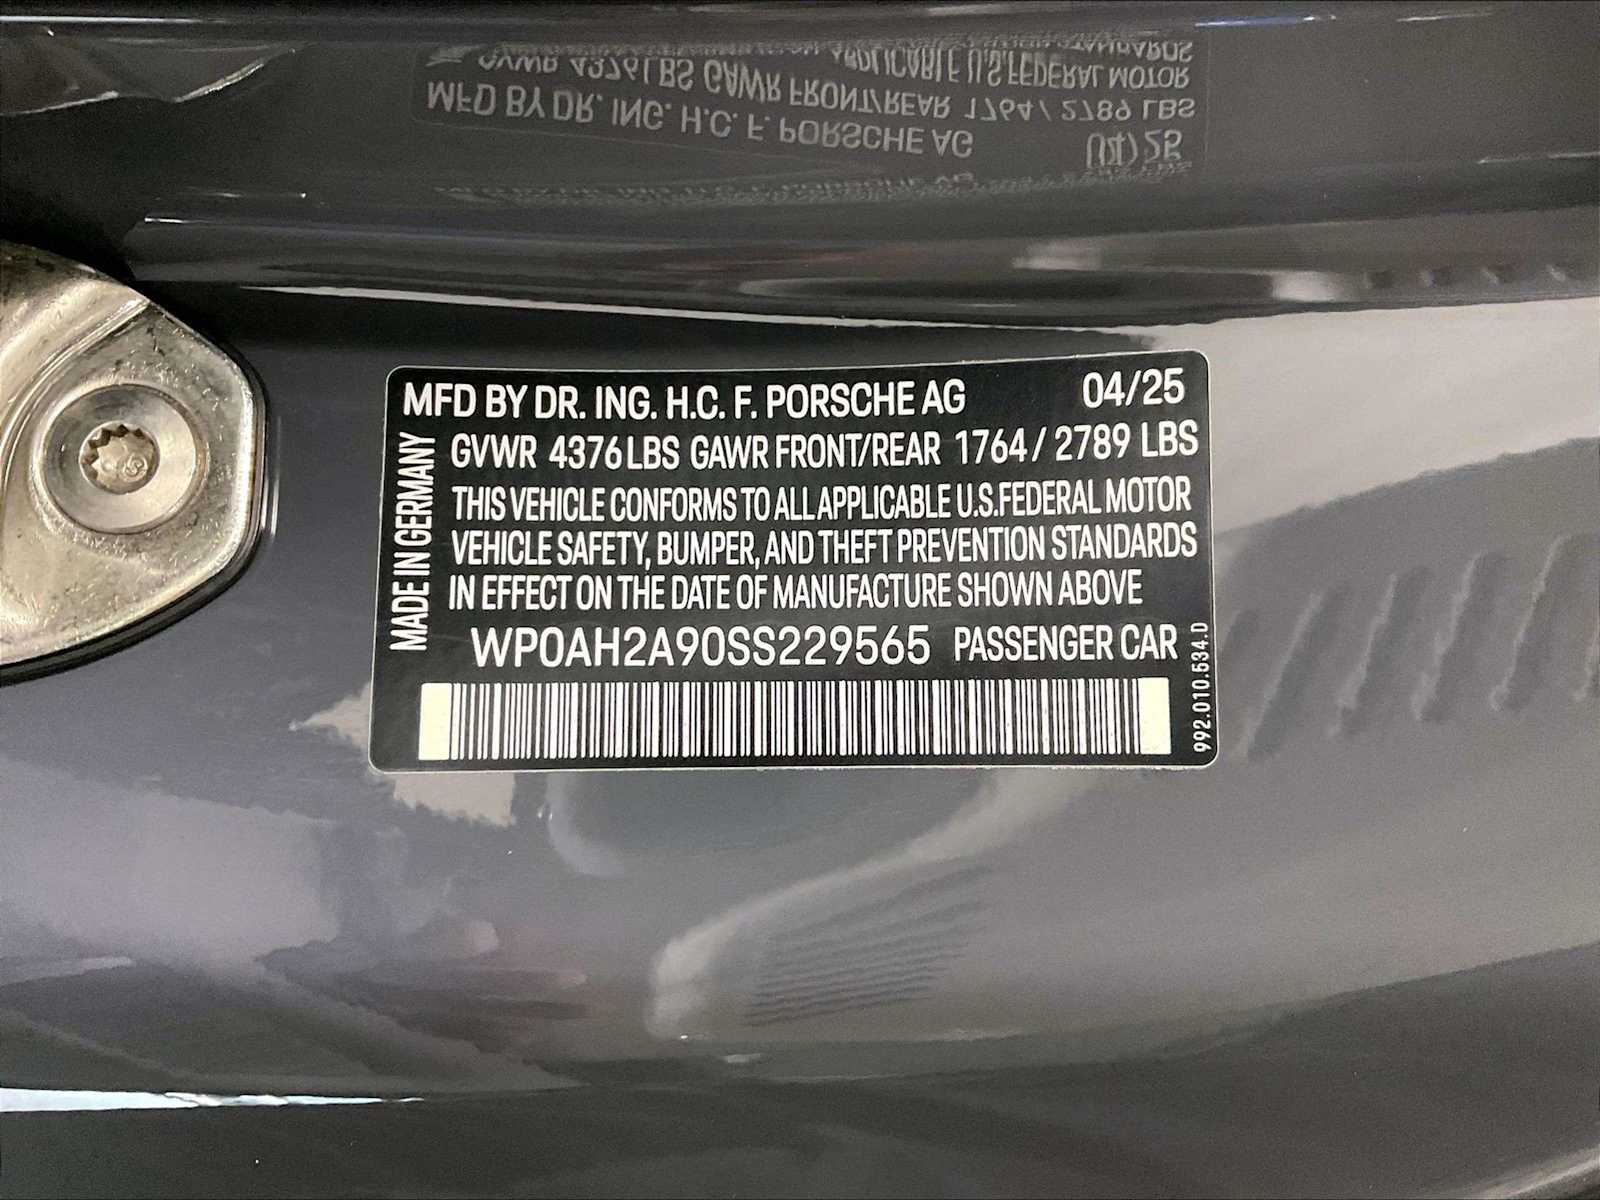 MFD BY DR. ING. H.C. F. PORSCHE AG 04/25
GVWR 4376 LBS GAWR FRONT/REAR 1764 / 2789 LBS
THIS VEHICLE CONFORMS TO ALL APPLICABLE U.S. FEDERAL MOTOR
VEHICLE SAFETY, BUMPER, AND THEFT PREVENTION STANDARDS
IN EFFECT ON THE DATE OF MANUFACTURE SHOWN ABOVE
WP0AH2A90SS229565 PASSENGER CAR
MADE IN GERMANY
992.010.534.D